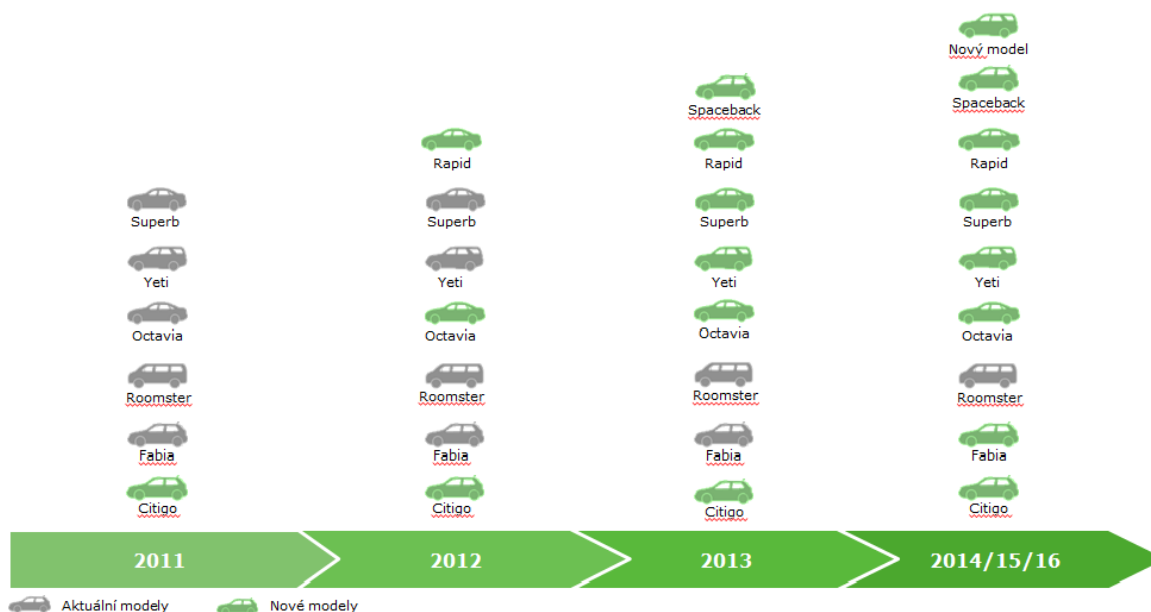 Nový model
Spaceback
Spaceback
Rapid
Rapid
Rapid
Superb
Superb
Superb
Superb
Yeti
Yeti
Yeti
Yeti
Octavia
Octavia
Octavia
Octavia
Roomster
Roomster
Roomster
Roomster
Fabia
Fabia
Fabia
Fabia
Citigo
Citigo
Citigo
Citigo
2011
2012
2013
2014/15/16
Aktuální modely
Nové modely